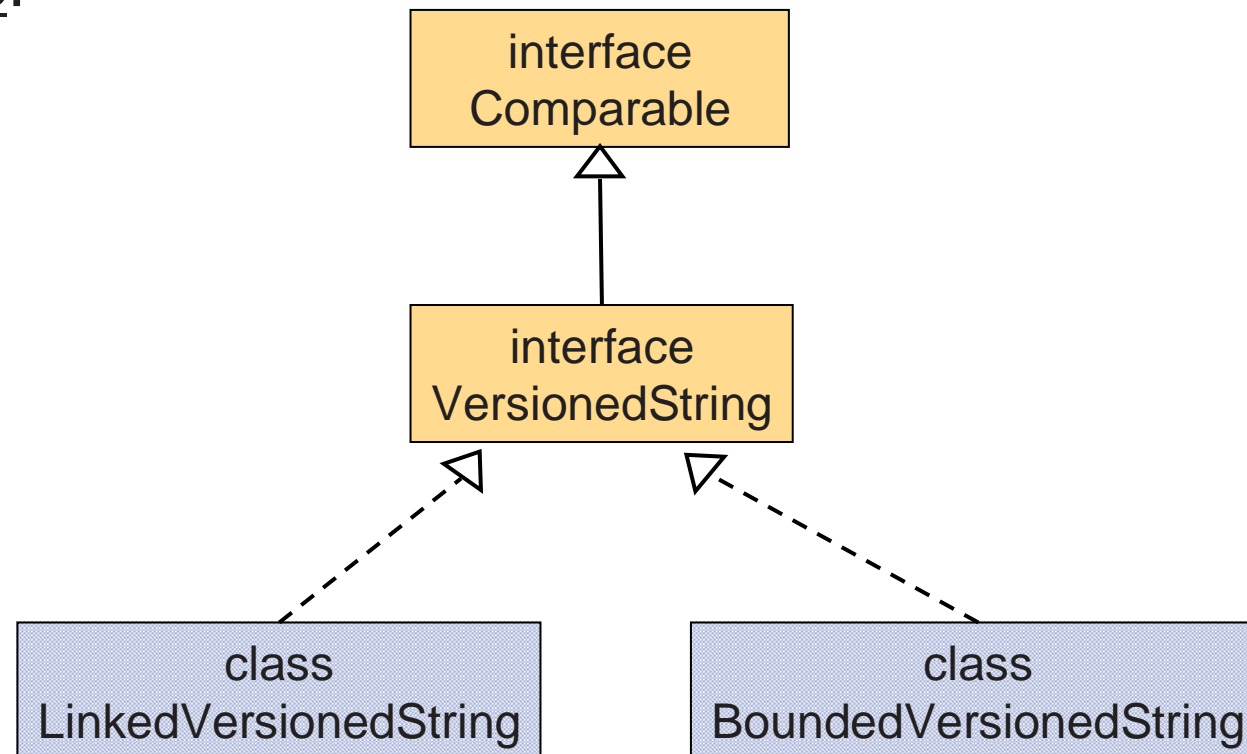 interface
Comparable
interface
VersionedString
class
LinkedVersionedString
class
BoundedVersionedString